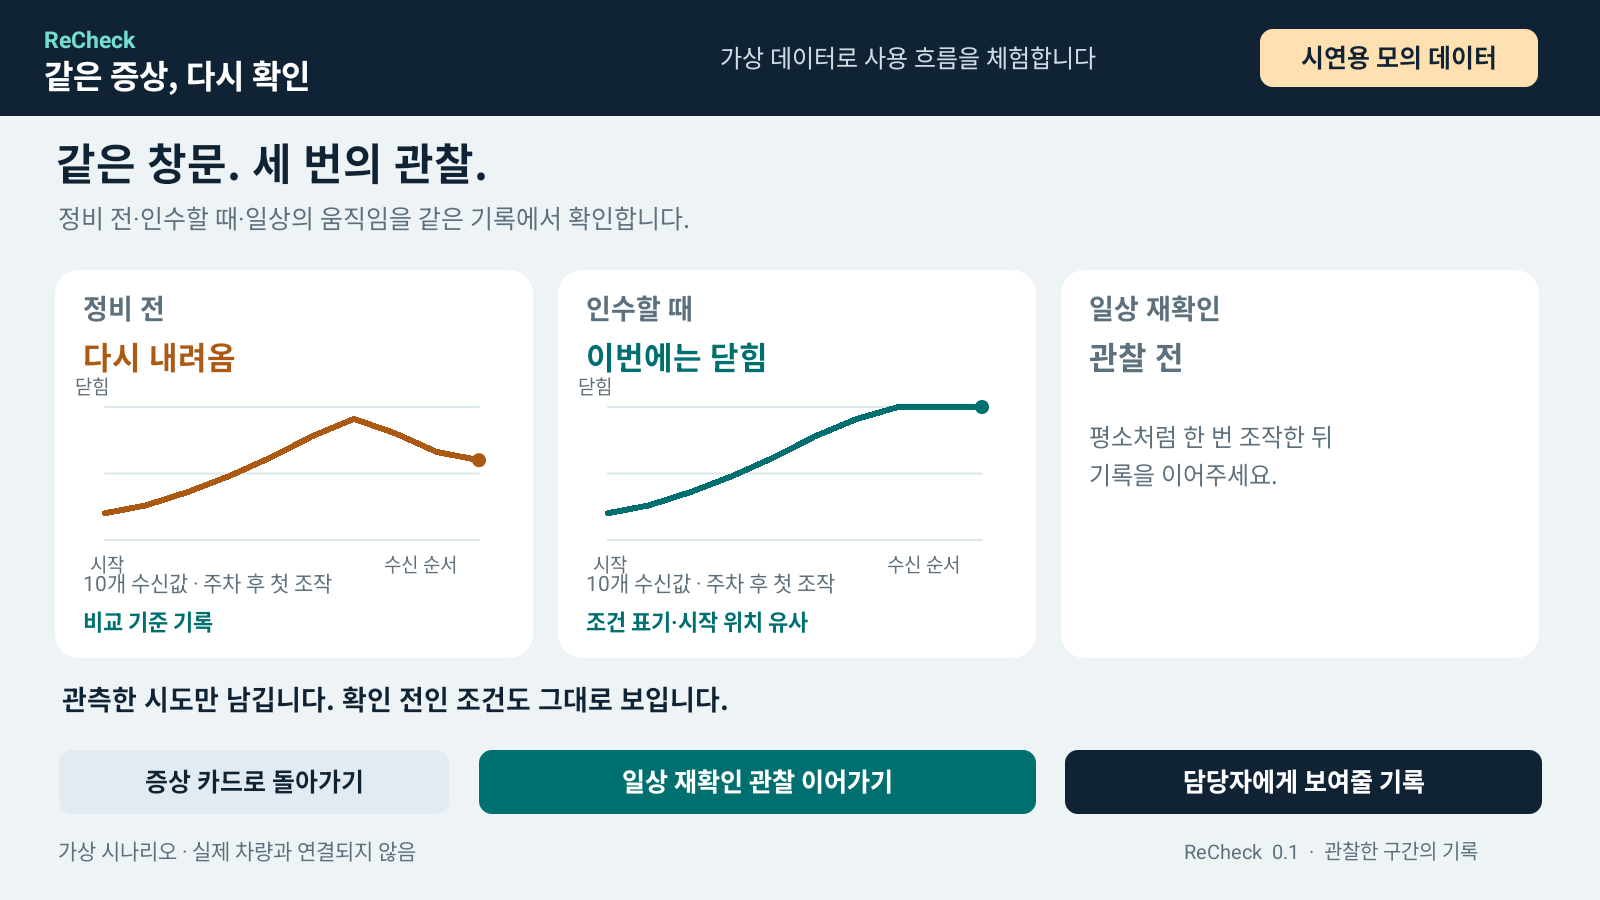 ReCheck
같은 증상, 다시 확인
가상 데이터로 사용 흐름을 체험합니다
시연용 모의 데이터
같은 창문. 세 번의 관찰.
정비 전·인수할 때·일상의 움직임을 같은 기록에서 확인합니다.
정비 전
다시 내려옴
닫힘
시작
수신 순서
10개 수신값 · 주차 후 첫 조작
비교 기준 기록
인수할 때
이번에는 닫힘
닫힘
시작
수신 순서
10개 수신값 · 주차 후 첫 조작
조건 표기·시작 위치 유사
일상 재확인
관찰 전
평소처럼 한 번 조작한 뒤
기록을 이어주세요.
관측한 시도만 남깁니다. 확인 전인 조건도 그대로 보입니다.
증상 카드로 돌아가기
일상 재확인 관찰 이어가기
담당자에게 보여줄 기록
가상 시나리오 · 실제 차량과 연결되지 않음
ReCheck 0.1 · 관찰한 구간의 기록